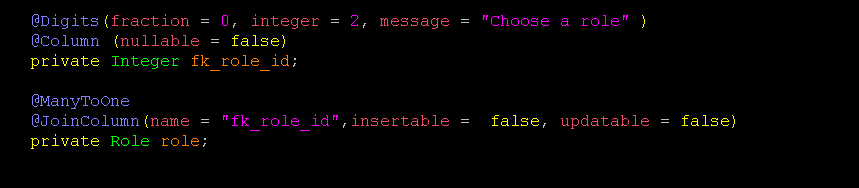 @Digits(fraction = 0, integer = 2, message = "Choose a role" )
@Column (nullable = false)
private Integer fk_role_id;
@ManyToOne
@JoinColumn(name = "fk_role_id",insertable =  false, updatable = false)
private Role role;